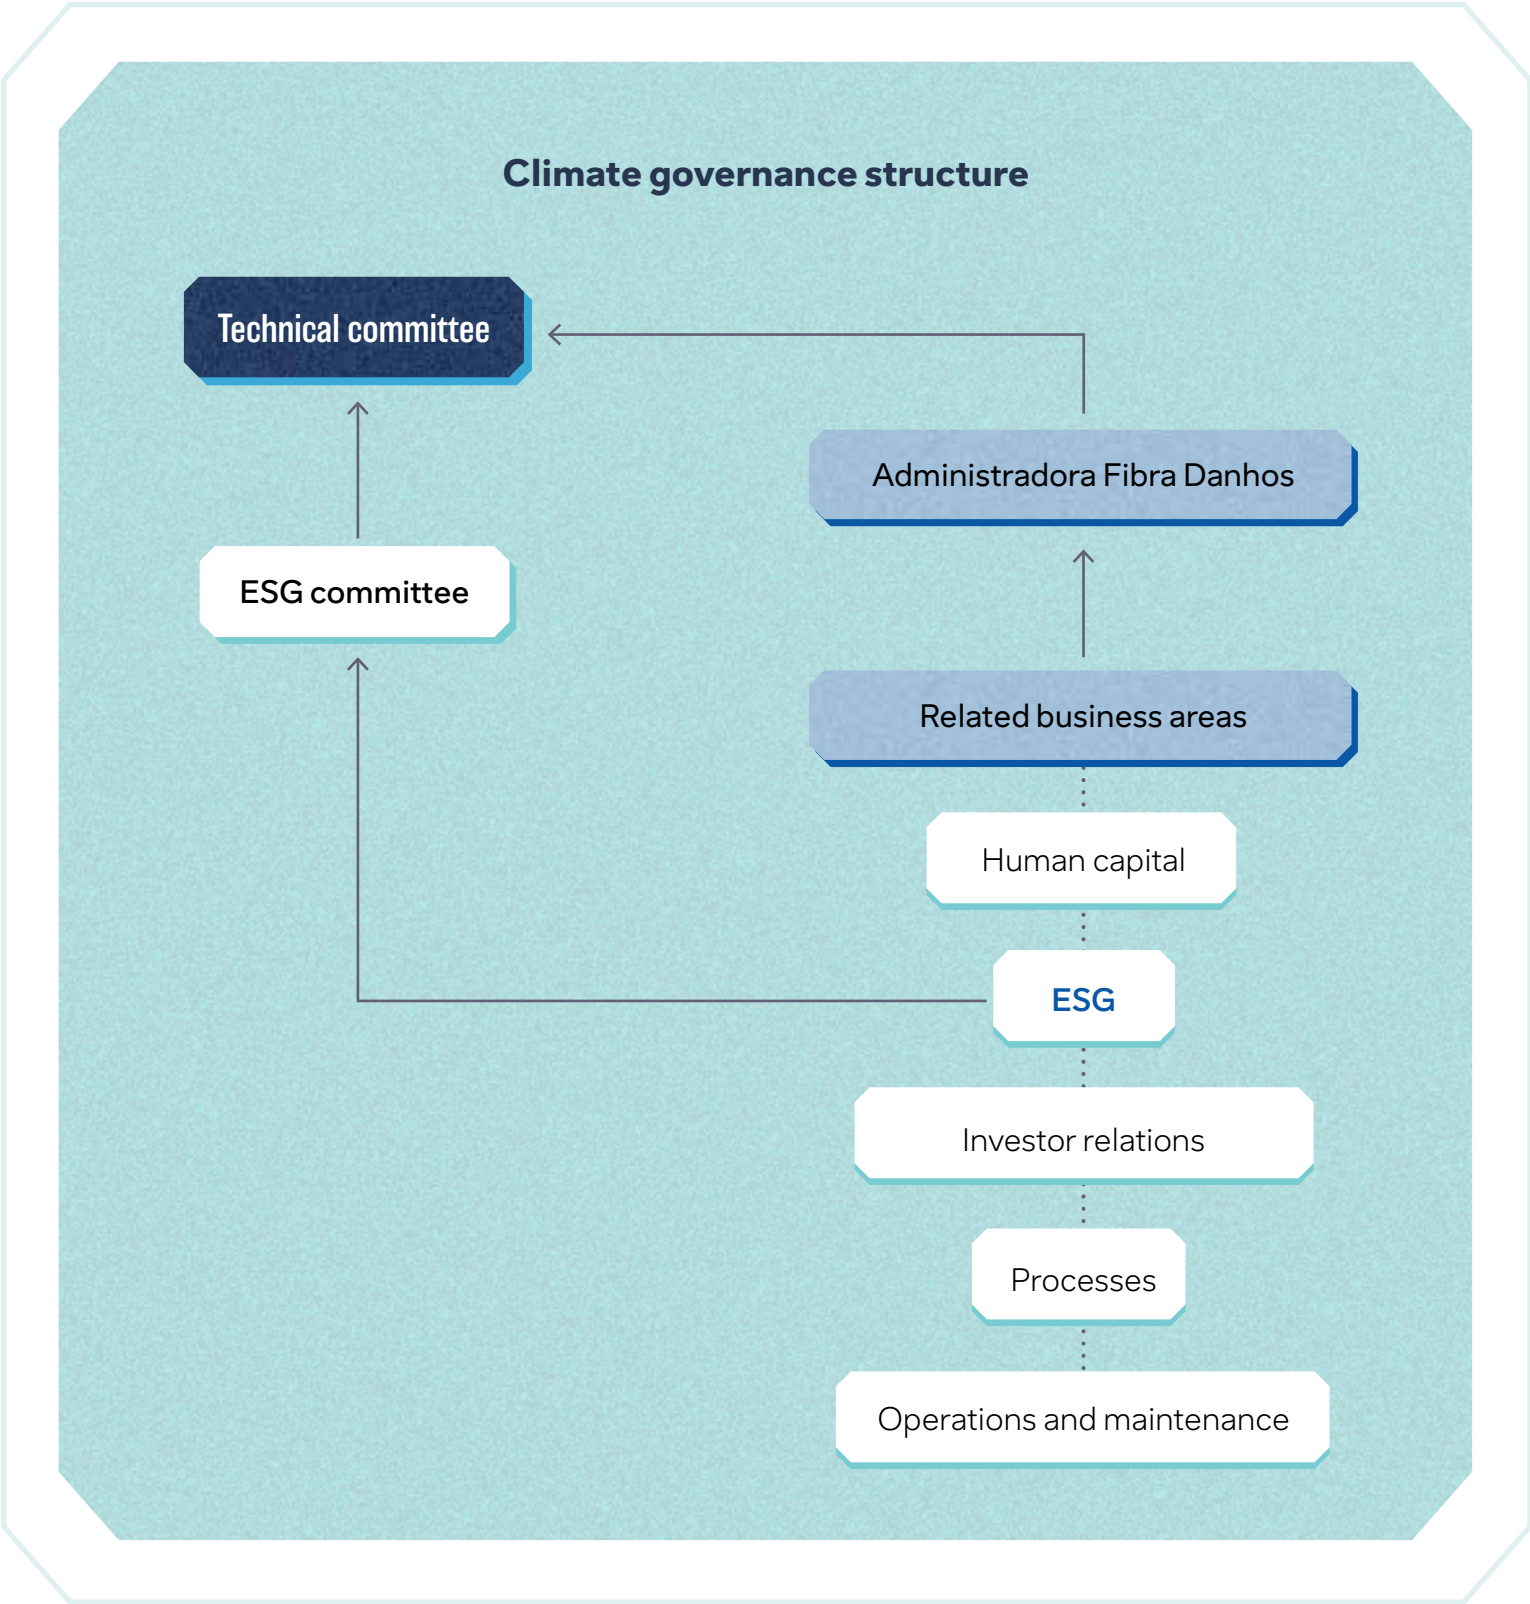 Climate governance structure
Technical committee
Administradora Fibra Danhos
ESG committee
Related business areas
Human capital
ESG
Investor relations
Processes
Operations and maintenance